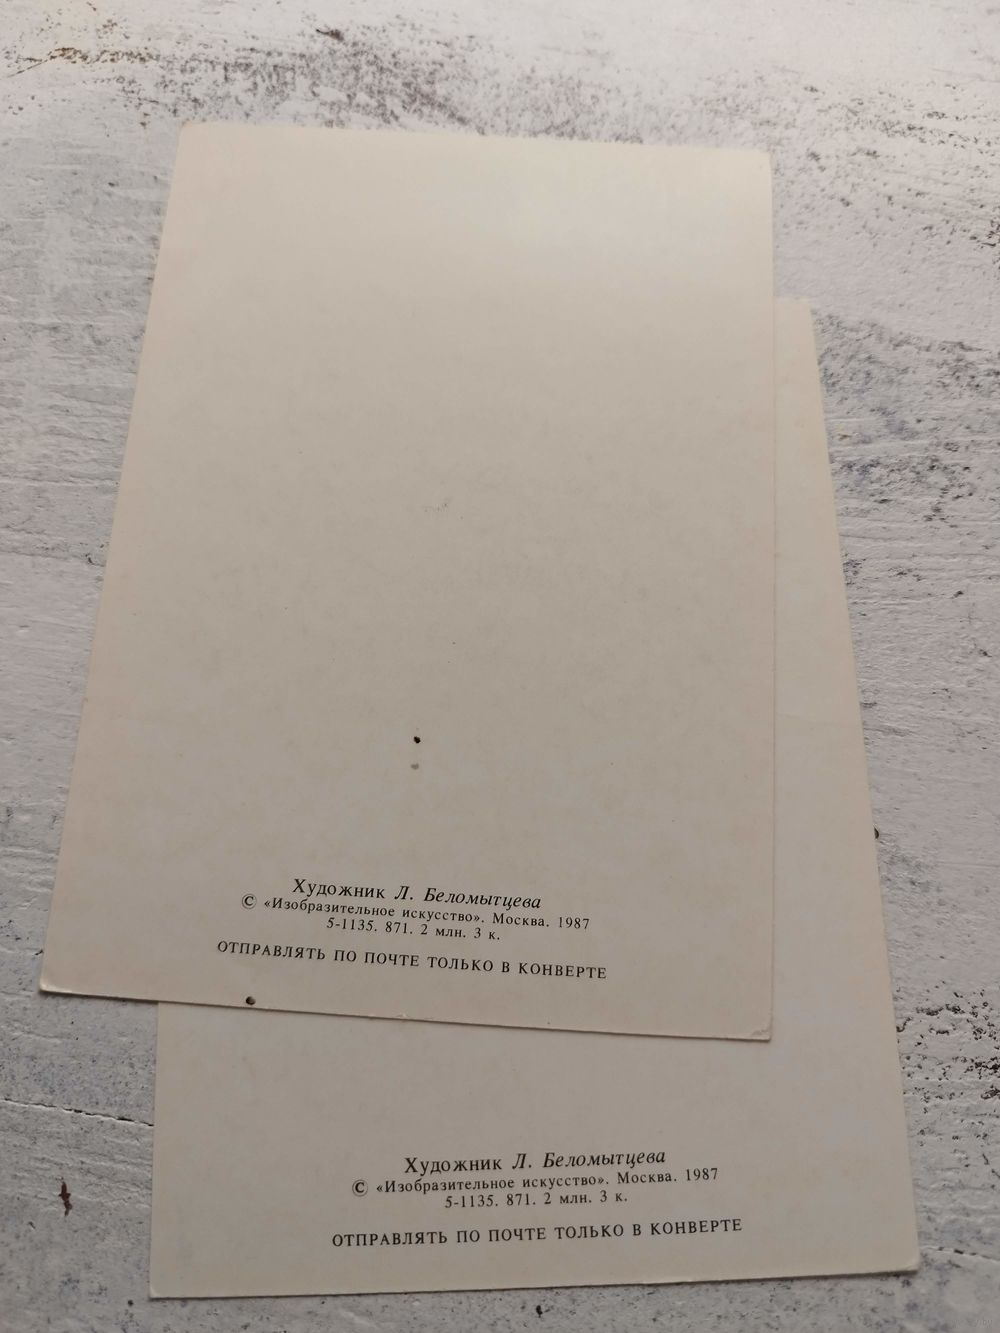 Художник Л. Беломытцева
© «Изобразительное искусство». Москва. 1987
5-1135. 871. 2 млн. 3 к.
ОТПРАВЛЯТЬ ПО ПОЧТЕ ТОЛЬКО В КОНВЕРТЕ
Художник Л. Беломытцева
© «Изобразительное искусство». Москва. 1987
5-1135. 871. 2 млн. 3 к.
ОТПРАВЛЯТЬ ПО ПОЧТЕ ТОЛЬКО В КОНВЕРТЕ